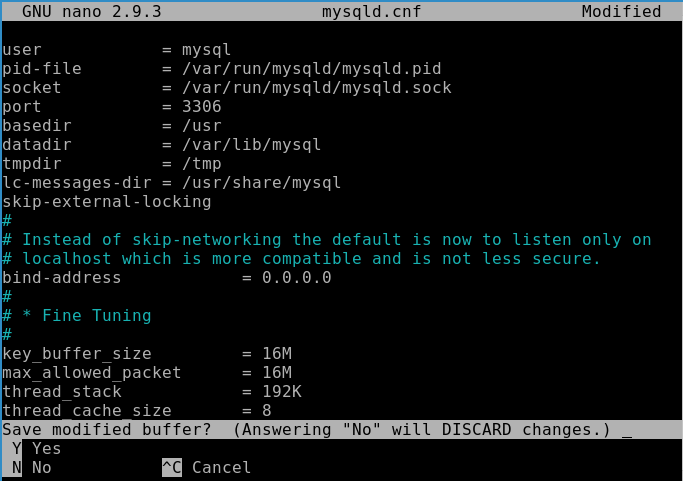 GNU nano 2.9.3                mysqld.cnf                Modified
user            = mysql
pid-file        = /var/run/mysqld/mysqld.pid
socket          = /var/run/mysqld/mysqld.sock
port            = 3306
basedir         = /usr
datadir         = /var/lib/mysql
tmpdir          = /tmp
lc-messages-dir = /usr/share/mysql
skip-external-locking
#
# Instead of skip-networking the default is now to listen only on
# localhost which is more compatible and is not less secure.
bind-address            = 0.0.0.0
#
# * Fine Tuning
#
key_buffer_size         = 16M
max_allowed_packet      = 16M
thread_stack            = 192K
thread_cache_size       = 8
Save modified buffer?  (Answering "No" will DISCARD changes.) _
Y Yes
N No           ^C Cancel